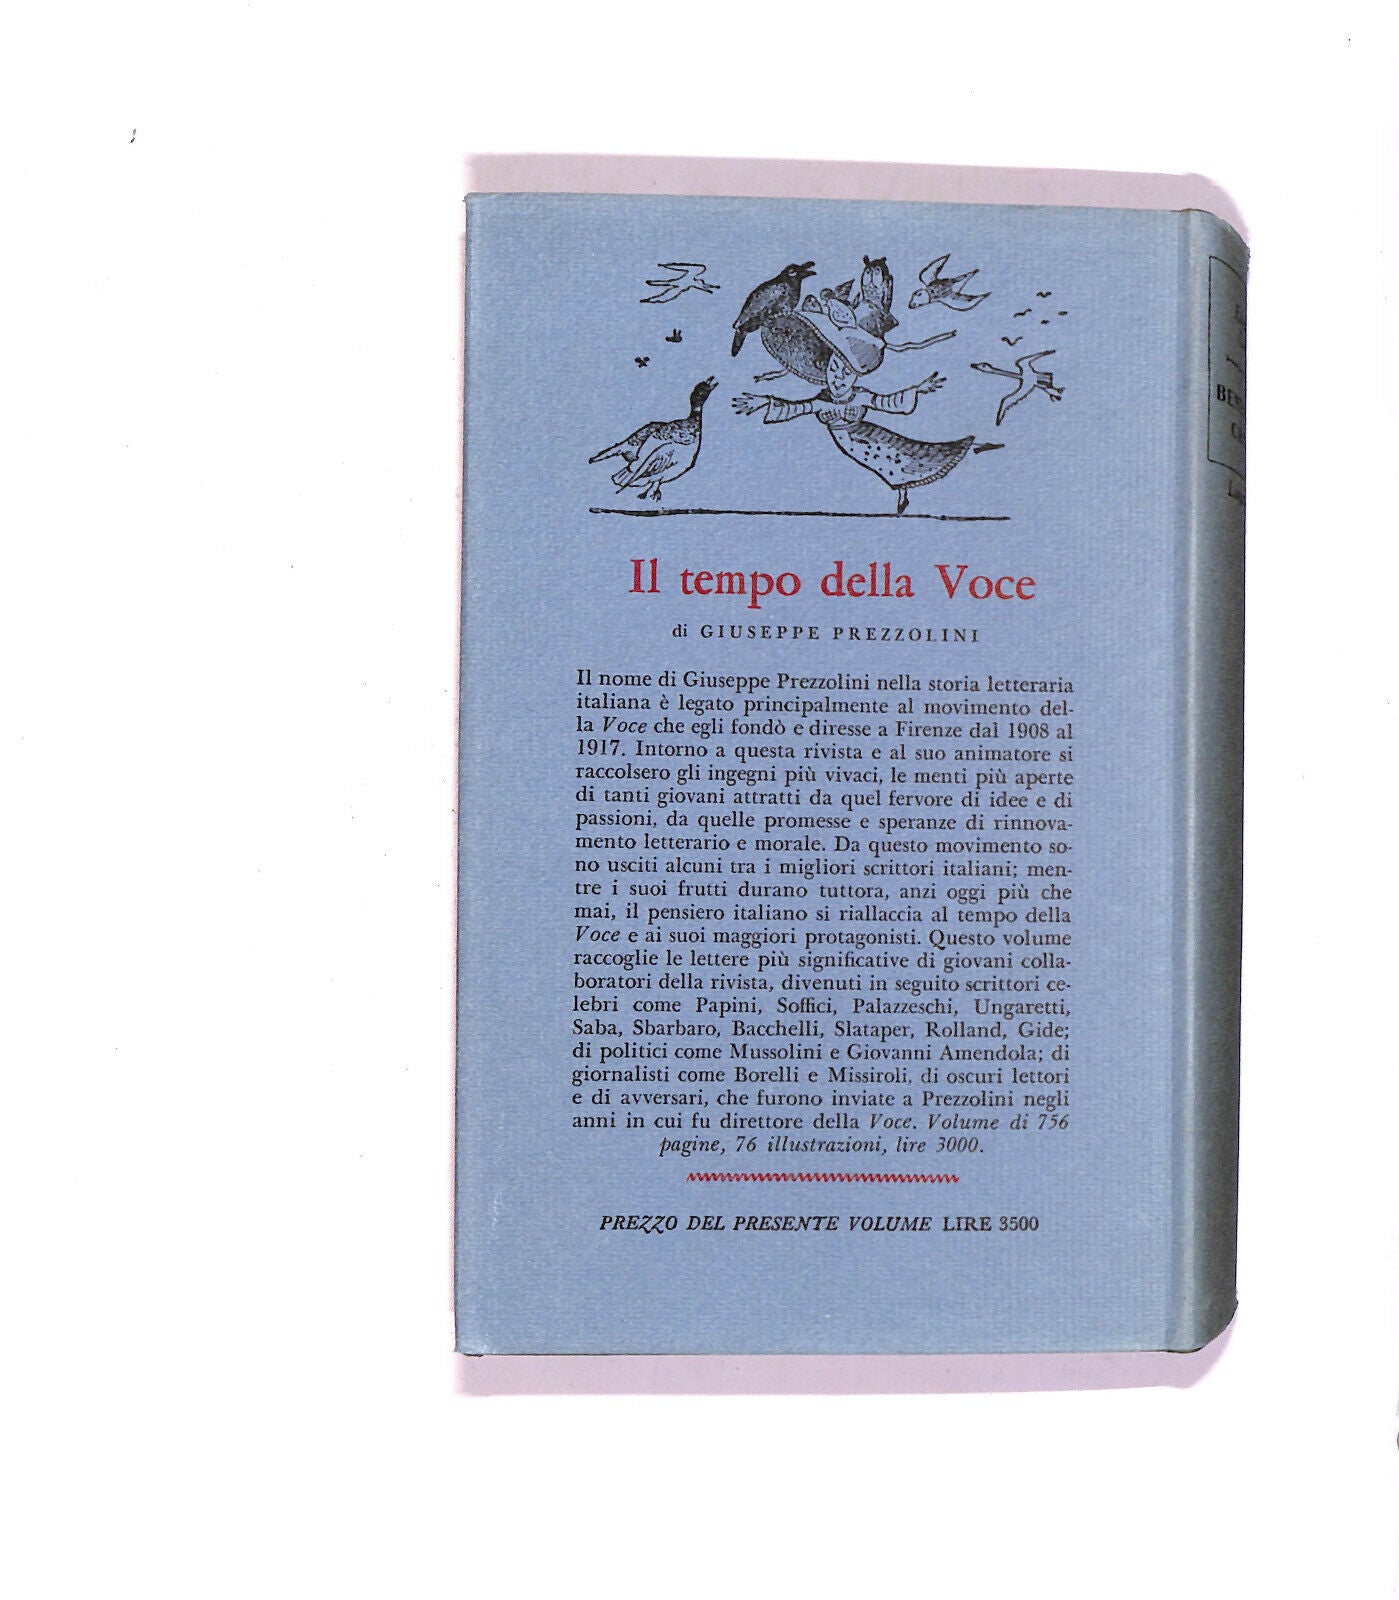 Il tempo della Voce
di GIUSEPPE PREZZOLINI
Il nome di Giuseppe Prezzolini nella storia letteraria
italiana è legato principalmente al movimento del-
la Voce che egli fondò e diresse a Firenze dal 1908 al
1917. Intorno a questa rivista e al suo animatore si
raccolsero gli ingegni più vivaci, le menti più aperte
di tanti giovani attratti da quel fervore di idee e di
passioni, da quelle promesse e speranze di rinnova-
mento letterario e morale. Da questo movimento so-
no usciti alcuni tra i migliori scrittori italiani; men-
tre i suoi frutti durano tuttora, anzi oggi più che
mai, il pensiero italiano si riallaccia al tempo della
Voce e ai suoi maggiori protagonisti. Questo volume
raccoglie le lettere più significative di giovani colla-
boratori della rivista, divenuti in seguito scrittori ce-
lebri come Papini, Soffici, Palazzeschi, Ungaretti,
Saba, Sbarbaro, Bacchelli, Slataper, Rolland, Gide;
di politici come Mussolini e Giovanni Amendola; di
giornalisti come Borelli e Missiroli, di oscuri lettori
e di avversari, che furono inviate a Prezzolini negli
anni in cui fu direttore della Voce. Volume di 756
pagine, 76 illustrazioni, lire 3000.
PREZZO DEL PRESENTE VOLUME LIRE 3500